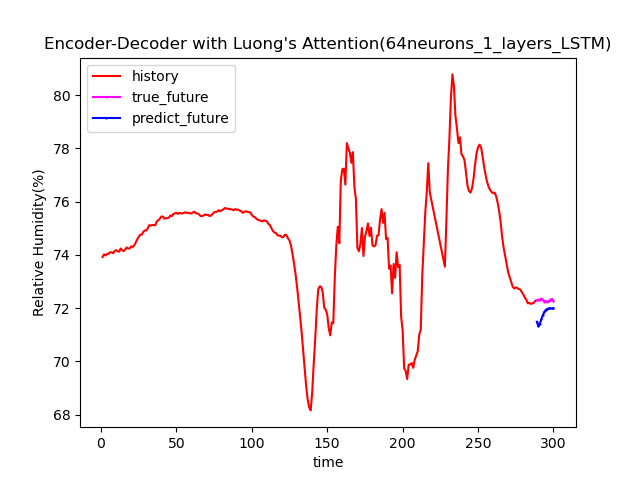 Encoder-Decoder with Luong's Attention(64neurons_1_layers_LSTM)
history
true_future
predict_future
Relative Humidity(%)
80
78
76
74
72
70
68
0
50
100
150
200
250
300
time